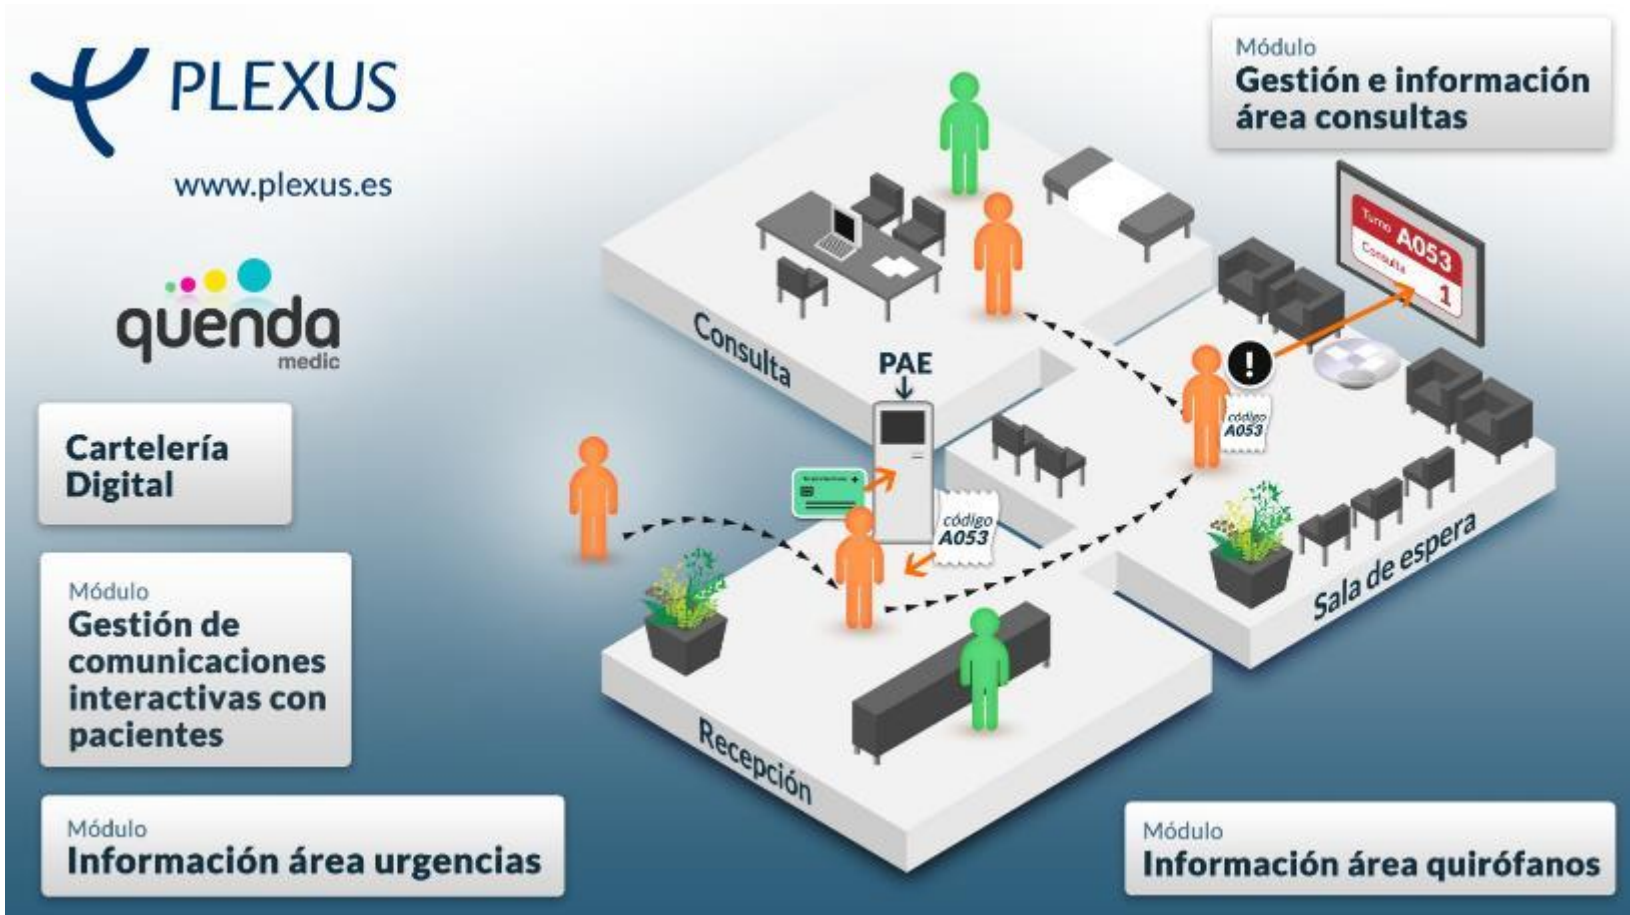 PLEXUS
www.plexus.es
quenda
medic
Cartelería
Digital
Módulo
Gestión de
comunicaciones
interactivas con
pacientes
Módulo
Información área urgencias
Módulo
Gestión e información
área consultas
Turno A053
Consulta
1
Consulta
PAE
código
A053
código
A053
Sala de espera
Recepción
Módulo
Información área quirófanos